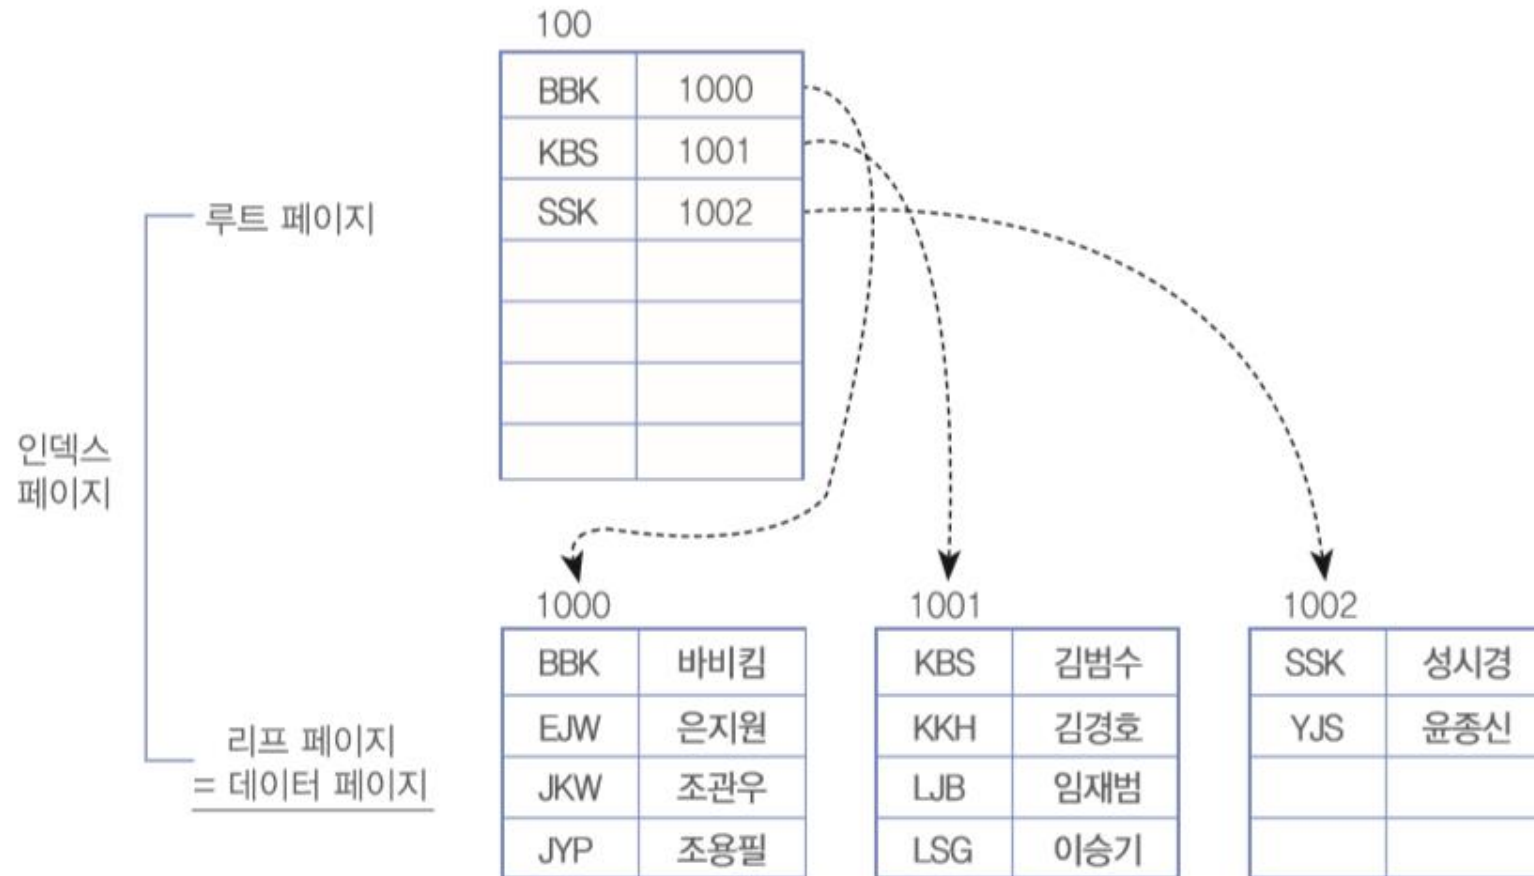 100
BBK 1000
KBS 1001
SSK 1002
루트 페이지
인덱스
페이지
리프 페이지
= 데이터 페이지
1000
BBK 바비킴
EJW 은지원
JKW 조관우
JYP 조용필
1001
KBS 김범수
KKH 김경호
LJB 임재범
LSG 이승기
1002
SSK 성시경
YJS 윤종신